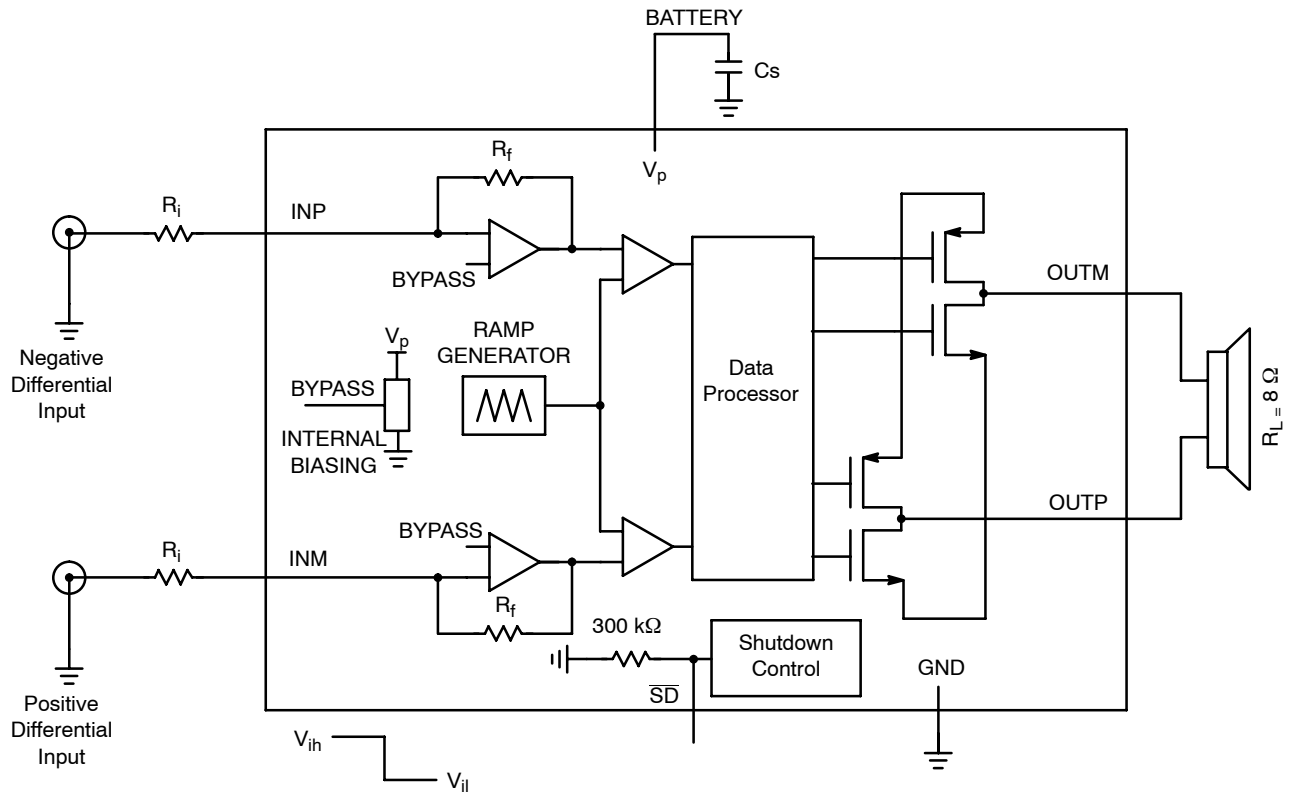 BATTERY
Cs
Vp
Rf
Ri
INP
BYPASS
OUTM
Negative
Differential
Input
Vp
RAMP
GENERATOR
BYPASS
Data
Processor
INTERNAL
BIASING
RL = 8 Ω
OUTP
BYPASS
Ri
INM
Rf
300 kΩ
Shutdown
Control
SD
GND
Positive
Differential
Input
Vih
Vil